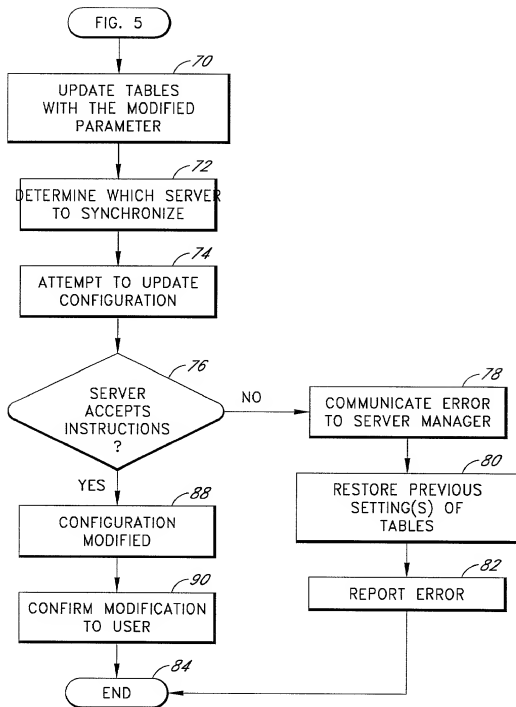 FIG. 5
70
UPDATE TABLES
WITH THE MODIFIED
PARAMETER
72
DETERMINE WHICH SERVER
TO SYNCHRONIZE
74
ATTEMPT TO UPDATE
CONFIGURATION
76
SERVER
ACCEPTS
INSTRUCTIONS
?
NO
78
COMMUNICATE ERROR
TO SERVER MANAGER
80
RESTORE PREVIOUS
SETTING(S) OF
TABLES
82
REPORT ERROR
YES
88
CONFIGURATION
MODIFIED
90
CONFIRM MODIFICATION
TO USER
84
END